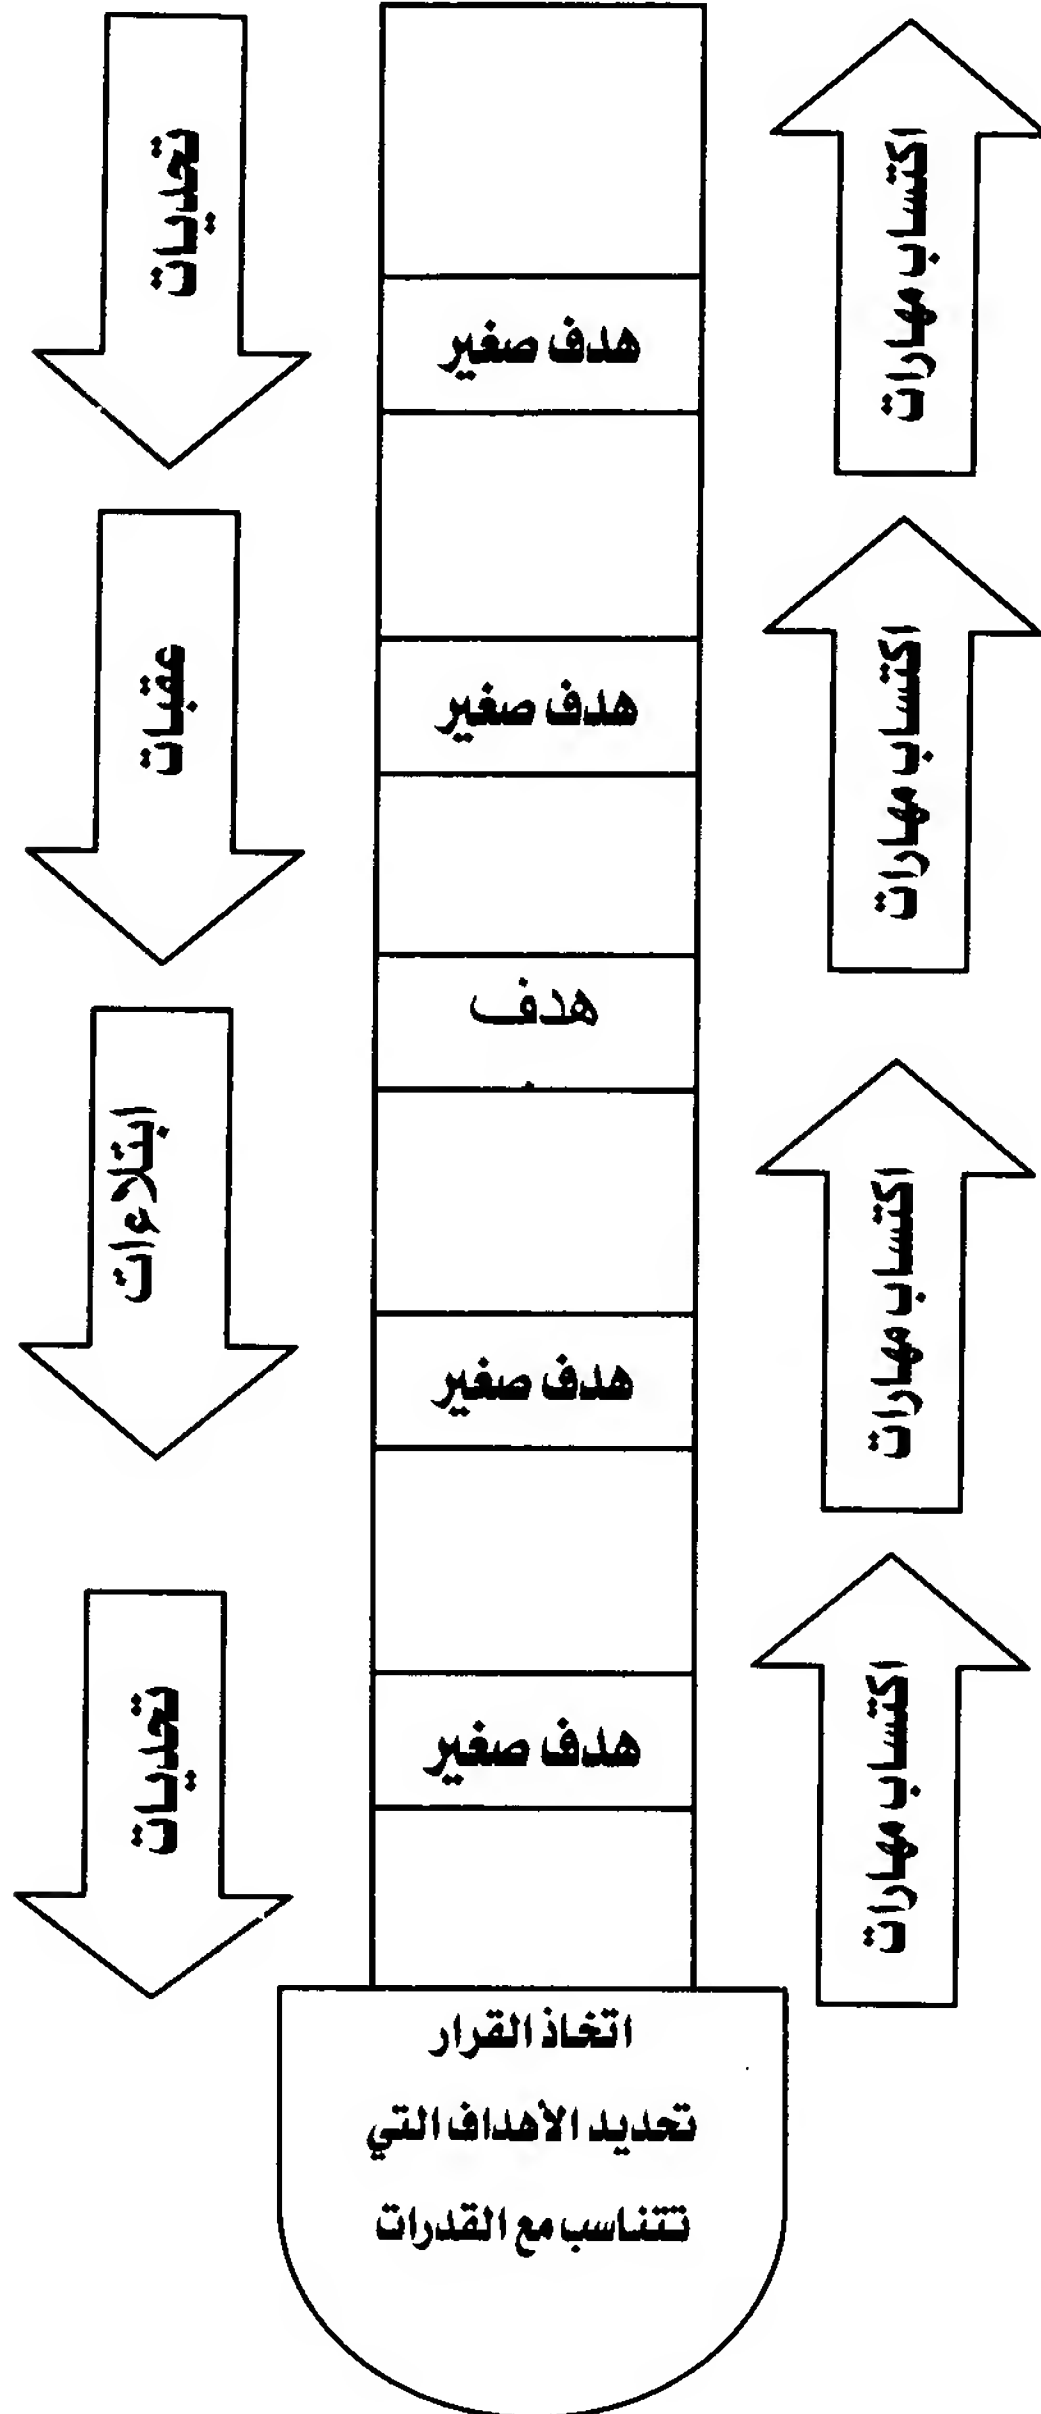 اكتساب مهارات
تحديات
هدف صغير
اكتساب مهارات
عقبات
هدف صغير
هدف
اكتساب مهارات
ابتلاءات
هدف صغير
اكتساب مهارات
تحديات
هدف صغير
اتخاذ القرار
تحديد الأهداف التي
تتناسب مع القدرات